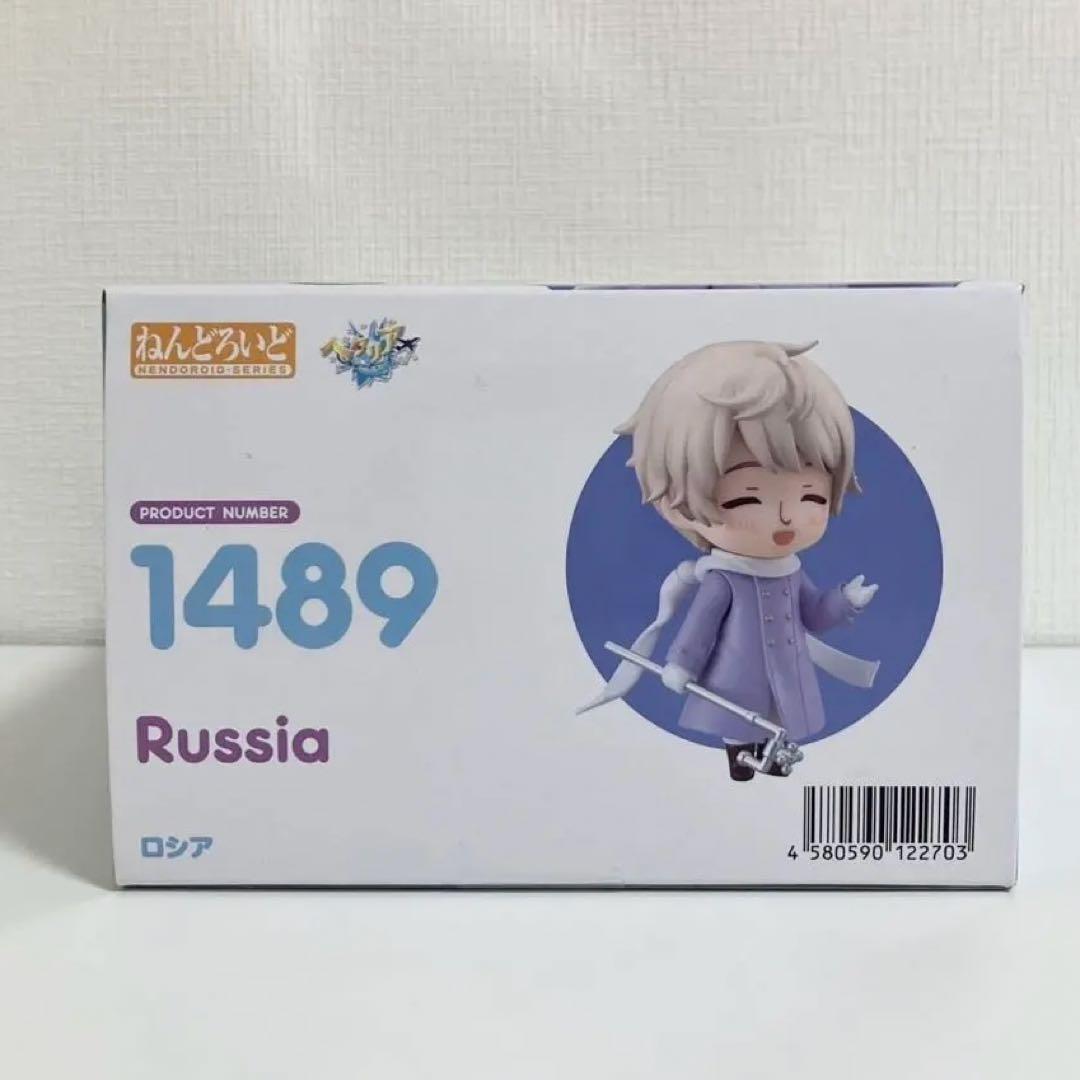 ねんどろいど
NENDOROID-SERIES
ヘタリア
PRODUCT NUMBER
1489
Russia
ロシア
4 580590 122703